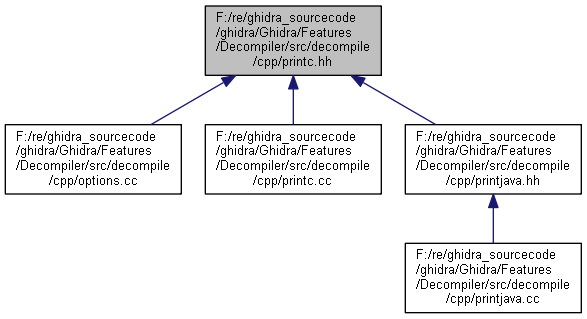 F:/re/ghidra_sourcecode
/ghidra/Ghidra/Features
/Decompiler/src/decompile
/cpp/printc.hh
F:/re/ghidra_sourcecode
/ghidra/Ghidra/Features
/Decompiler/src/decompile
/cpp/options.cc
F:/re/ghidra_sourcecode
/ghidra/Ghidra/Features
/Decompiler/src/decompile
/cpp/printc.cc
F:/re/ghidra_sourcecode
/ghidra/Ghidra/Features
/Decompiler/src/decompile
/cpp/printjava.hh
F:/re/ghidra_sourcecode
/ghidra/Ghidra/Features
/Decompiler/src/decompile
/cpp/printjava.cc